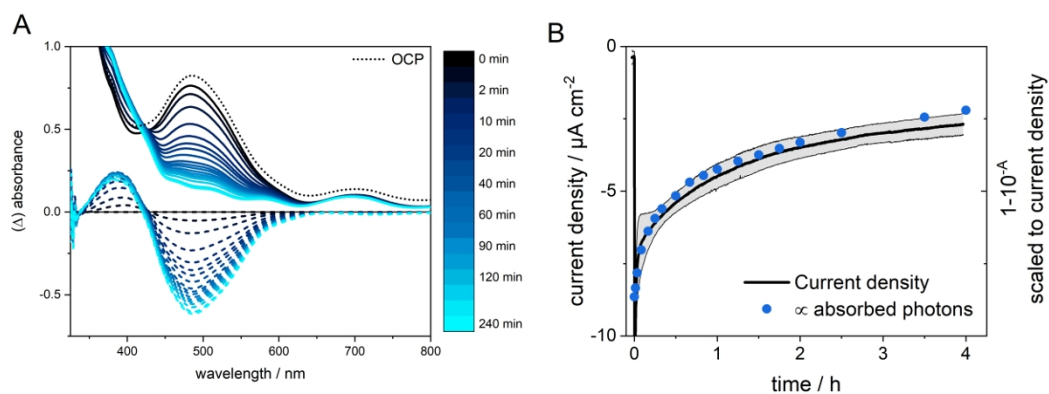 A
(Δ) absorbance
1.0
0.5
0.0
-0.5
400
500
600
700
800
wavelength / nm
OCP
0 min
2 min
10 min
20 min
40 min
60 min
90 min
120 min
240 min
B
current density / µA cm⁻²
0
-5
-10
0
1
2
3
4
time / h
Current density
∝ absorbed photons
1-10⁻ᴬ
scaled to current density